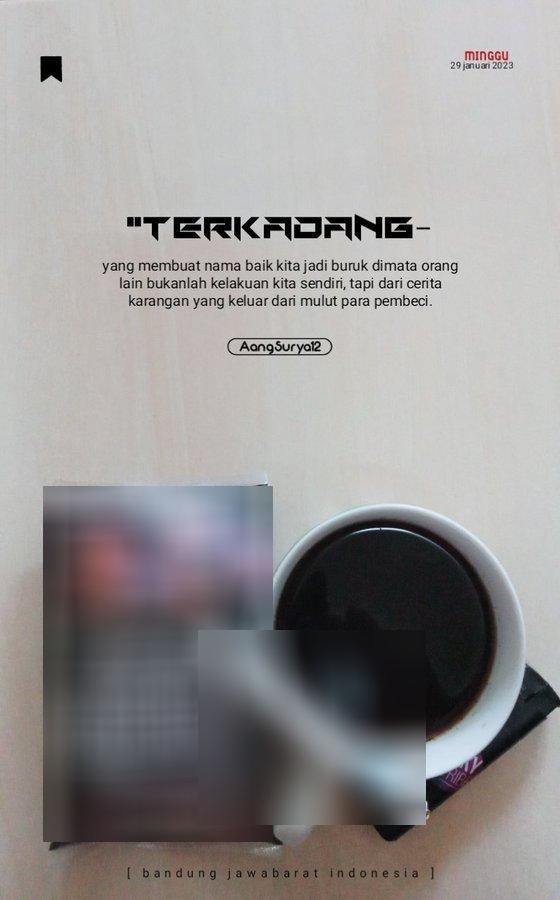 MINGGU
29 januari 2023
"TERKADANG-
yang membuat nama baik kita jadi buruk dimata orang
lain bukanlah kelakuan kita sendiri, tapi dari cerita
karangan yang keluar dari mulut para pembeci.
AangSurya12
[ bandung jawabarat indonesia ]